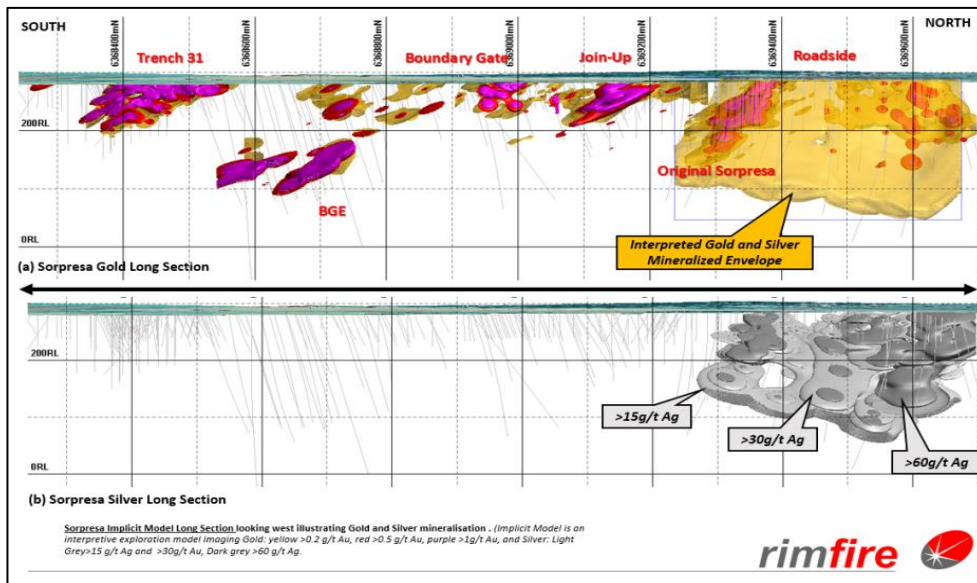 SOUTH
NORTH
6368400mN
6368600mN
6368800mN
6369000mN
6369200mN
6369400mN
6369600mN
Trench 31
Boundary Gate
Join-Up
Roadside
200RL
Original Sorpresa
BGE
0RL
Interpreted Gold and Silver
Mineralized Envelope
(a) Sorpresa Gold Long Section
200RL
>15g/t Ag
>30g/t Ag
>60g/t Ag
0RL
(b) Sorpresa Silver Long Section
Sorpresa Implicit Model Long Section looking west illustrating Gold and Silver mineralisation . (Implicit Model is
an interpretive exploration model imaging Gold: yellow >0.2 g/t Au, red >0.5 g/t Au, purple >1g/t Au, and Silver: Light
Grey>15 g/t Ag and >30g/t Au, Dark grey >60 g/t Ag.
rimfire